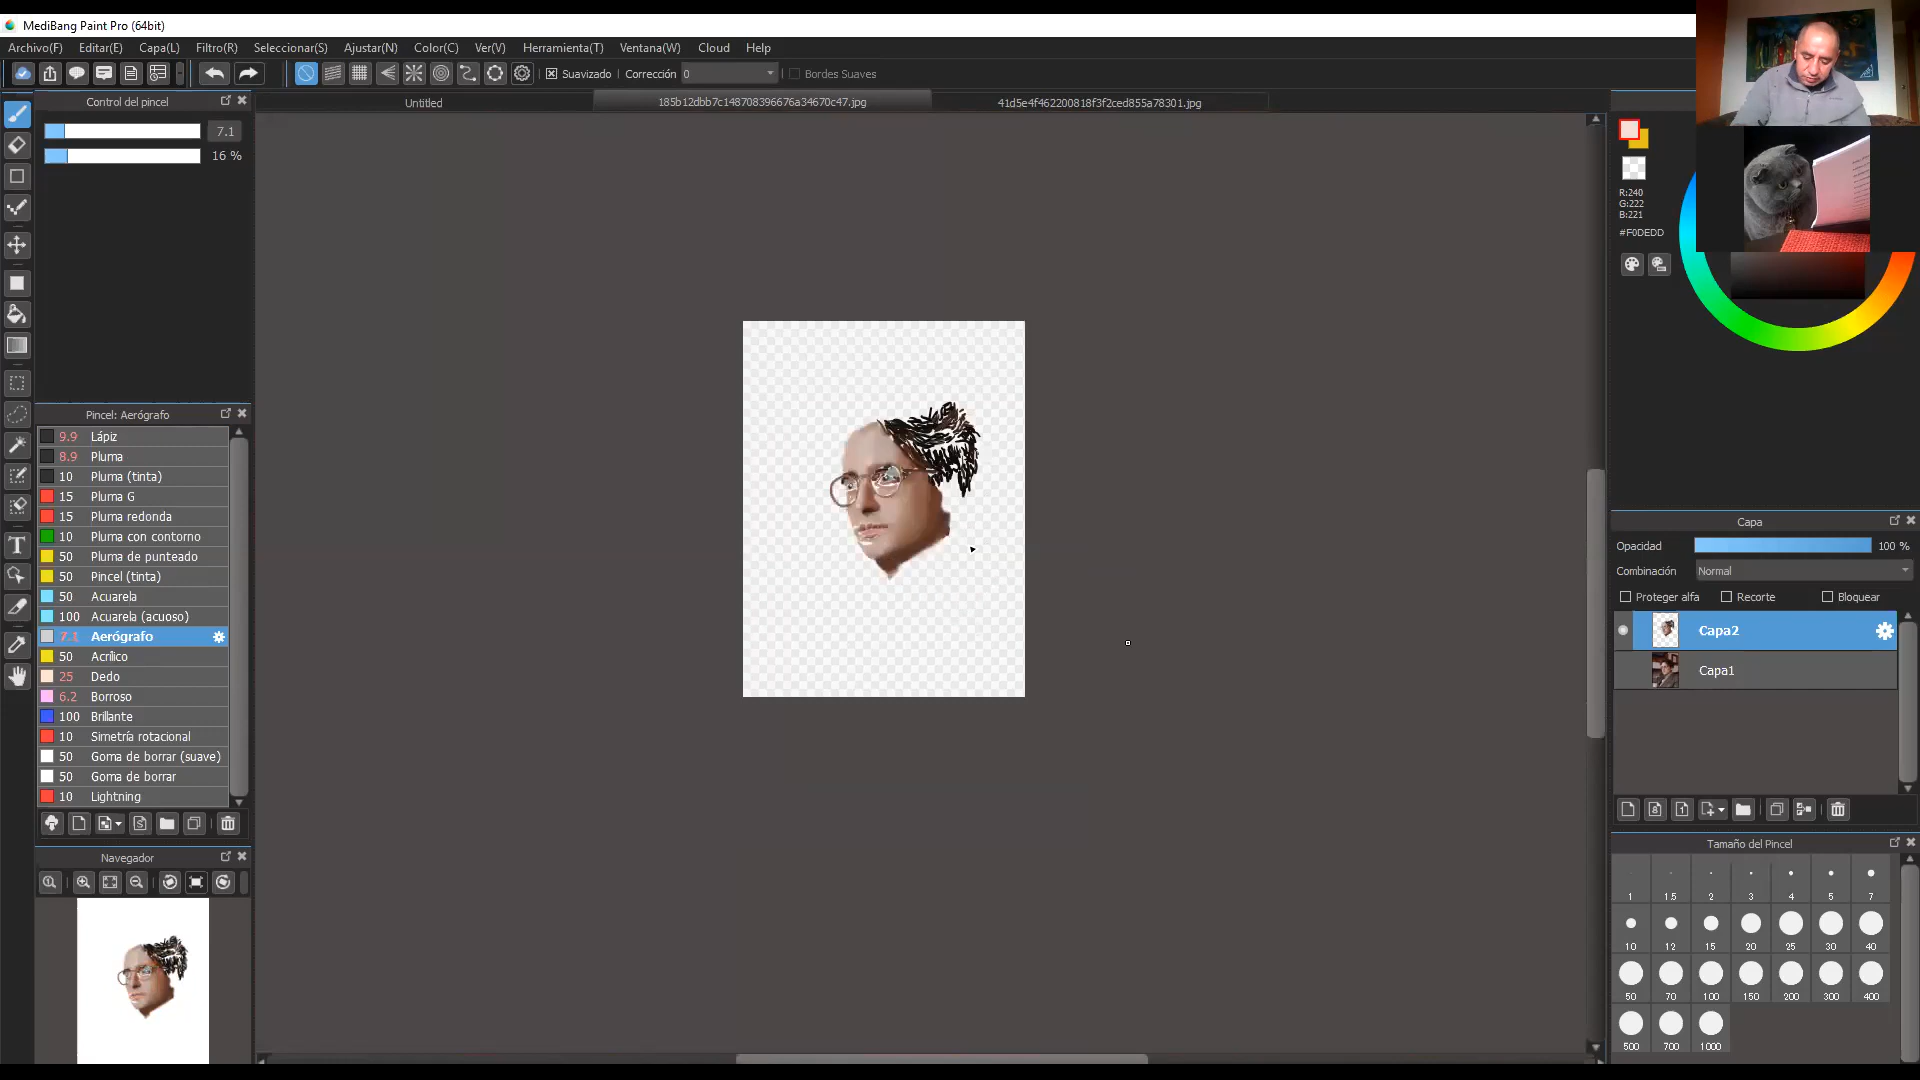 MediBang Paint Pro (64bit)
Archivo(F) Editar(E) Capa(L) Filtro(R) Seleccionar(S) Ajustar(N) Color(C) Ver(V) Herramienta(T) Ventana(W) Cloud Help
Suavizado Corrección 0 Bordes Suaves
Control del pincel
Untitled 185b12dbb7c148708396676a34670c47.jpg 41d5e4f462200818f3f2ced855a78301.jpg
7.1
16 %
R:240
G:222
B:221
#F0DEDD
Pincel: Aerógrafo
9.9 Lápiz
8.9 Pluma
10 Pluma (tinta)
15 Pluma G
15 Pluma redonda
10 Pluma con contorno
50 Pluma de punteado
50 Pincel (tinta)
50 Acuarela
100 Acuarela (acuoso)
7.1 Aerógrafo
50 Acrílico
25 Dedo
6.2 Borroso
100 Brillante
10 Simetría rotacional
50 Goma de borrar (suave)
50 Goma de borrar
10 Lightning
Navegador
Capa
Opacidad 100 %
Combinación Normal
Proteger alfa Recorte Bloquear
Capa2
Capa1
Tamaño del Pincel
1 1.5 2 3 4 5 7
10 12 15 20 25 30 40
50 70 100 150 200 300 400
500 700 1000